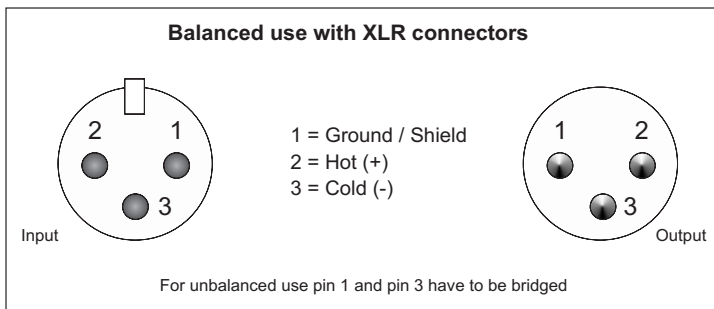 Balanced use with XLR connectors
2 1
3
Input
1 = Ground / Shield
2 = Hot (+)
3 = Cold (-)
1 2
3
Output
For unbalanced use pin 1 and pin 3 have to be bridged